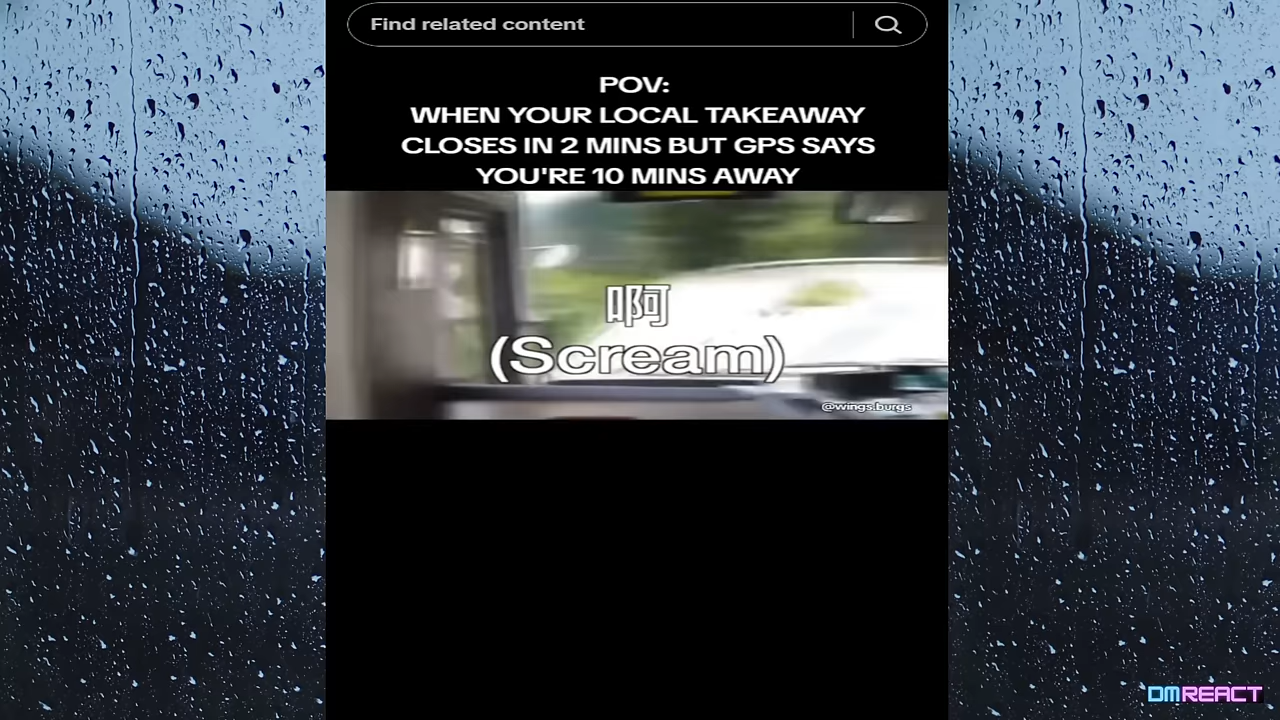 Find related content
POV:
WHEN YOUR LOCAL TAKEAWAY
CLOSES IN 2 MINS BUT GPS SAYS
YOU'RE 10 MINS AWAY
啊
(Scream)
@wings.burgs
DMREACT